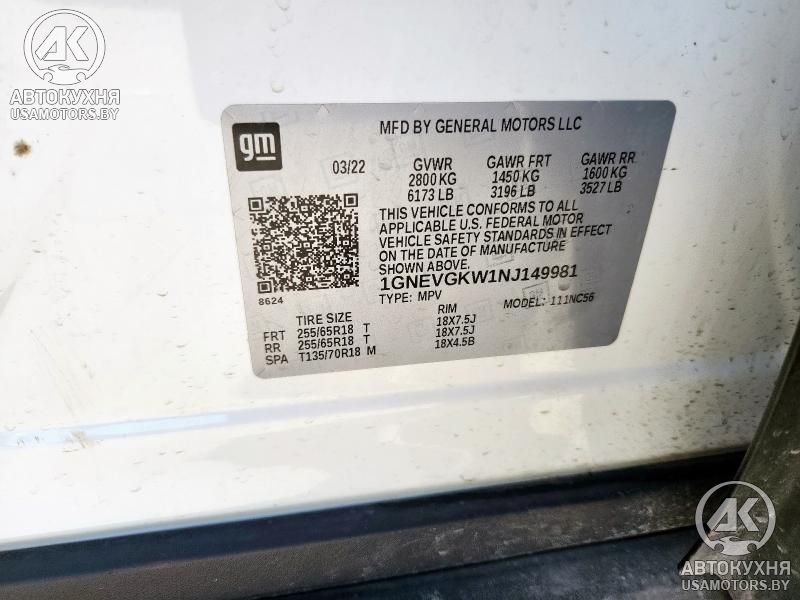 AK
АВТОКУХНЯ
USAMOTORS.BY
gm
MFD BY GENERAL MOTORS LLC
03/22 GVWR GAWR FRT GAWR RR
2800 KG 1450 KG 1600 KG
6173 LB 3196 LB 3527 LB
THIS VEHICLE CONFORMS TO ALL
APPLICABLE U.S. FEDERAL MOTOR
VEHICLE SAFETY STANDARDS IN EFFECT
ON THE DATE OF MANUFACTURE
SHOWN ABOVE.
8624
1GNEVGKW1NJ149981
TYPE: MPV MODEL: 111NC56
TIRE SIZE RIM
FRT 255/65R18 T 18X7.5J
RR 255/65R18 T 18X7.5J
SPA T135/70R18 M 18X4.5B
AK
АВТОКУХНЯ
USAMOTORS.BY